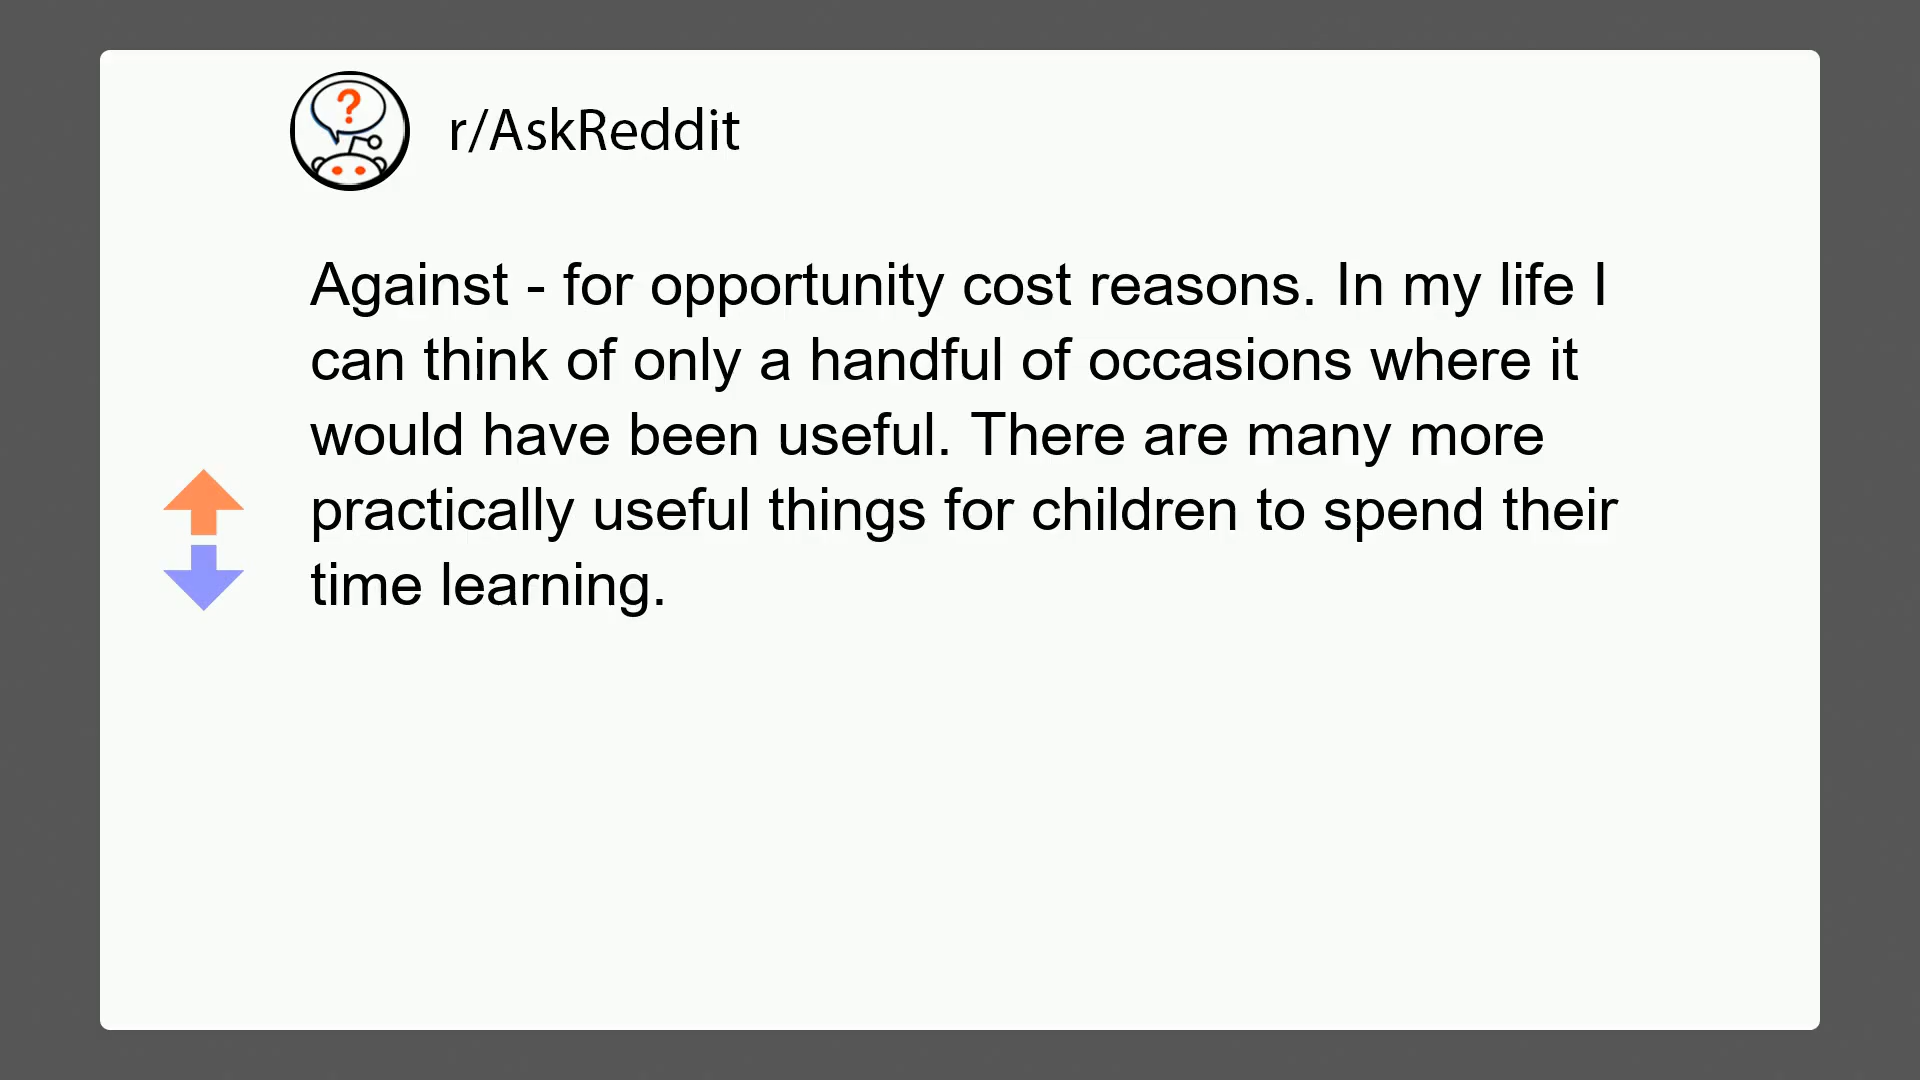 r/AskReddit
Against - for opportunity cost reasons. In my life I
can think of only a handful of occasions where it
would have been useful. There are many more
practically useful things for children to spend their
time learning.